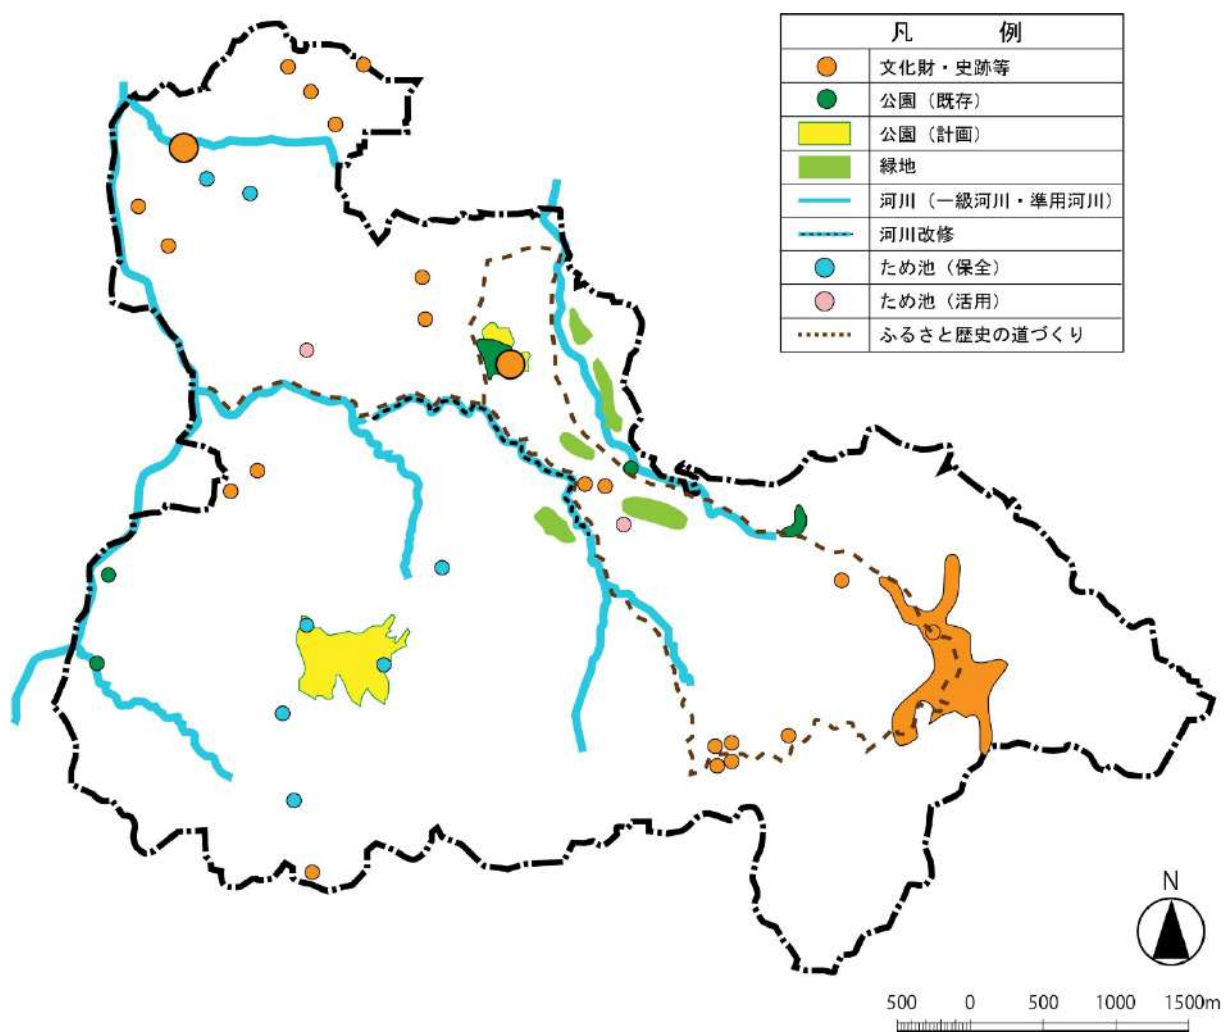 凡 例
文化財・史跡等
公園（既存）
公園（計画）
緑地
河川（一級河川・準用河川）
河川改修
ため池（保全）
ため池（活用）
ふるさと歴史の道づくり
N
500 0 500 1000 1500m